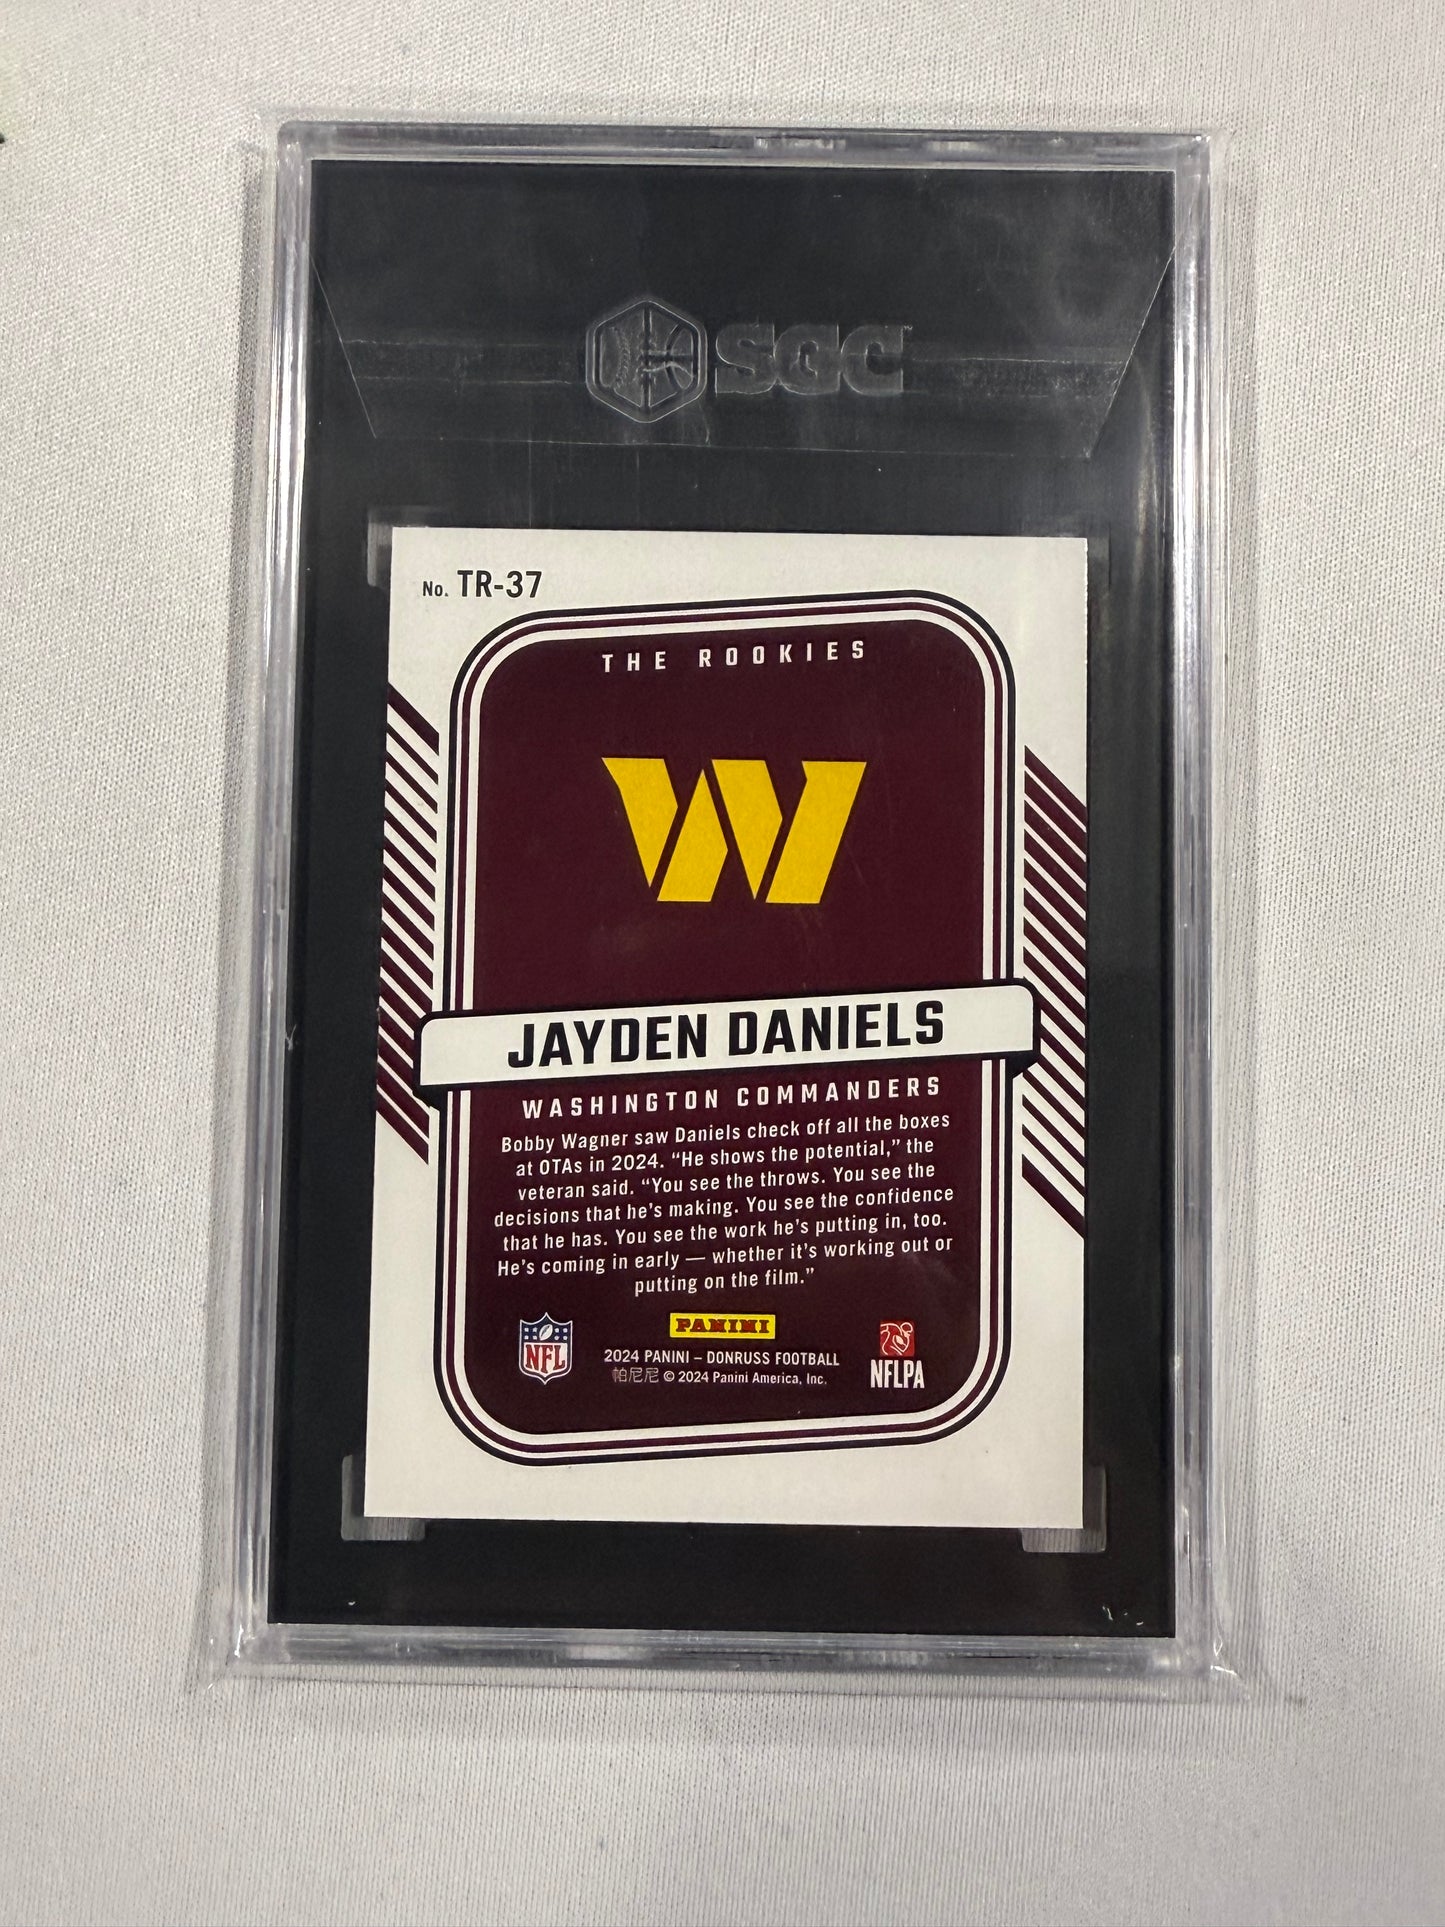 SGC
No. TR-37
THE ROOKIES
JAYDEN DANIELS
WASHINGTON COMMANDERS
Bobby Wagner saw Daniels check off all the boxes
at OTAs in 2024. “He shows the potential,” the
veteran said. “You see the throws. You see the
decisions that he’s making. You see the confidence
that he has. You see the work he’s putting in, too.
He’s coming in early — whether it’s working out or
putting on the film.”
NFL
PANINI
2024 PANINI – DONRUSS FOOTBALL
帕尼尼 © 2024 Panini America, Inc.
NFLPA